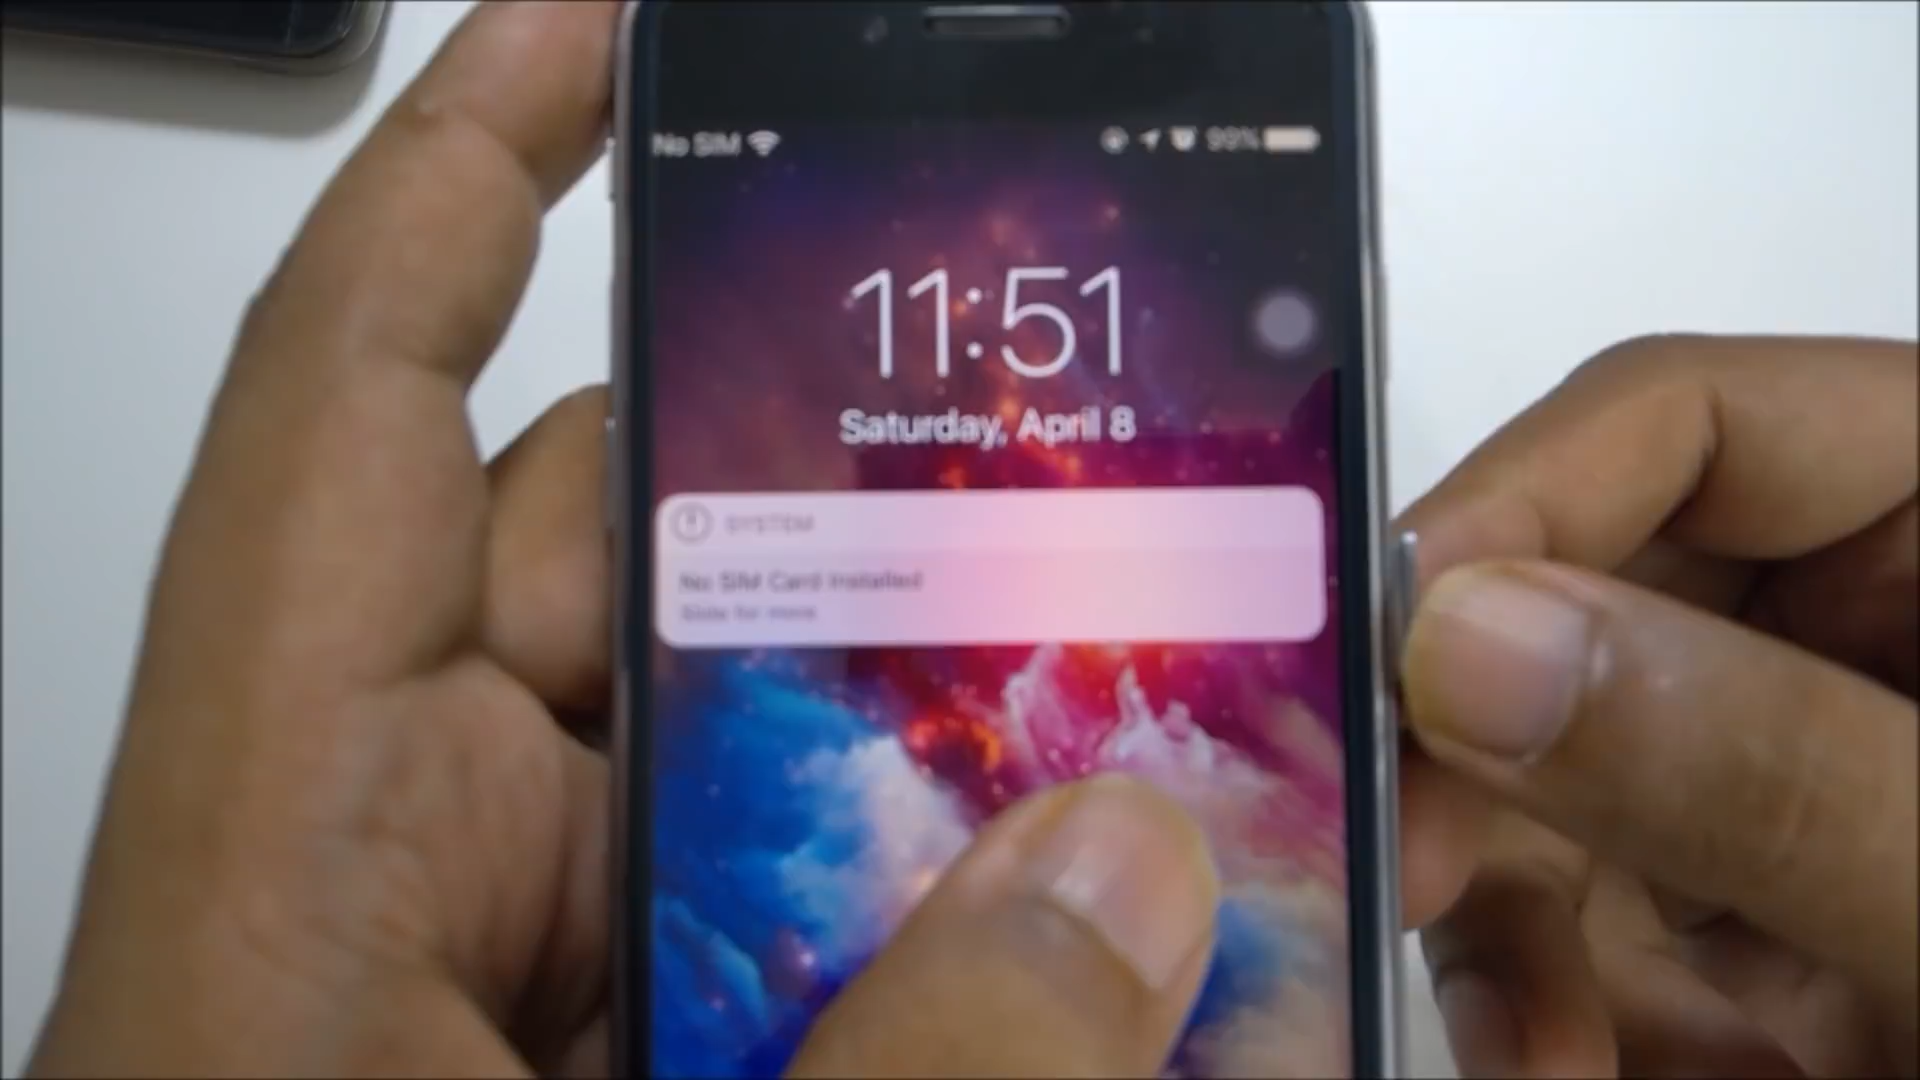 No SIM 99%
11:51
Saturday, April 8
SYSTEM
No SIM Card Installed
Slide for more